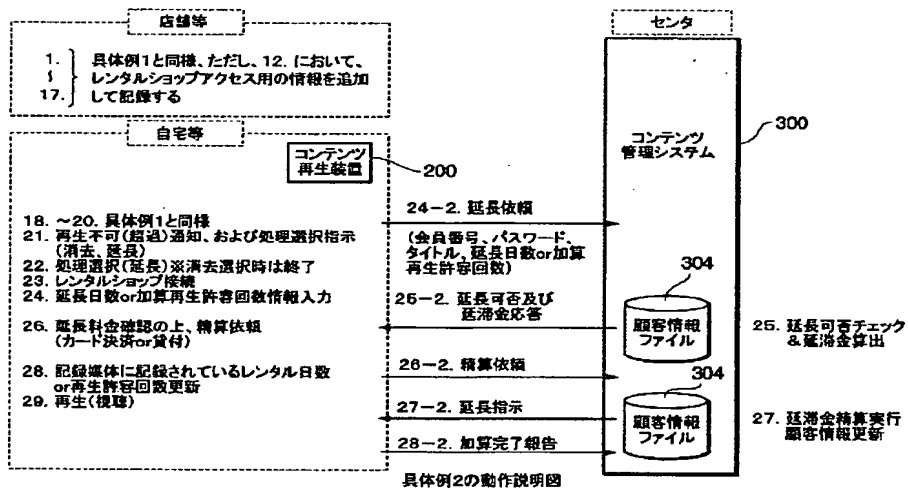 店舗等
1.
〜
17.
具体例1と同様、ただし、12. において、
レンタルショップアクセス用の情報を追加
して記録する
自宅等
コンテンツ
再生装置
200
18. 〜20. 具体例1と同様
21. 再生不可(超過)通知、および処理選択指示
(消去、延長)
22. 処理選択(延長)※消去選択時は終了
23. レンタルショップ接続
24. 延長日数or加算再生許容回数情報入力
26. 延長料金確認の上、精算依頼
(カード決済or貸付)
28. 記録媒体に記録されているレンタル日数
or再生許容回数更新
29. 再生(視聴)
24-2. 延長依頼
(会員番号、パスワード、
タイトル、延長日数or加算
再生許容回数)
25-2. 延長可否及び
延滞金応答
26-2. 精算依頼
27-2. 延長指示
28-2. 加算完了報告
センタ
コンテンツ
管理システム
300
304
顧客情報
ファイル
304
顧客情報
ファイル
25. 延長可否チェック
&延滞金算出
27. 延滞金精算実行
顧客情報更新
具体例2の動作説明図